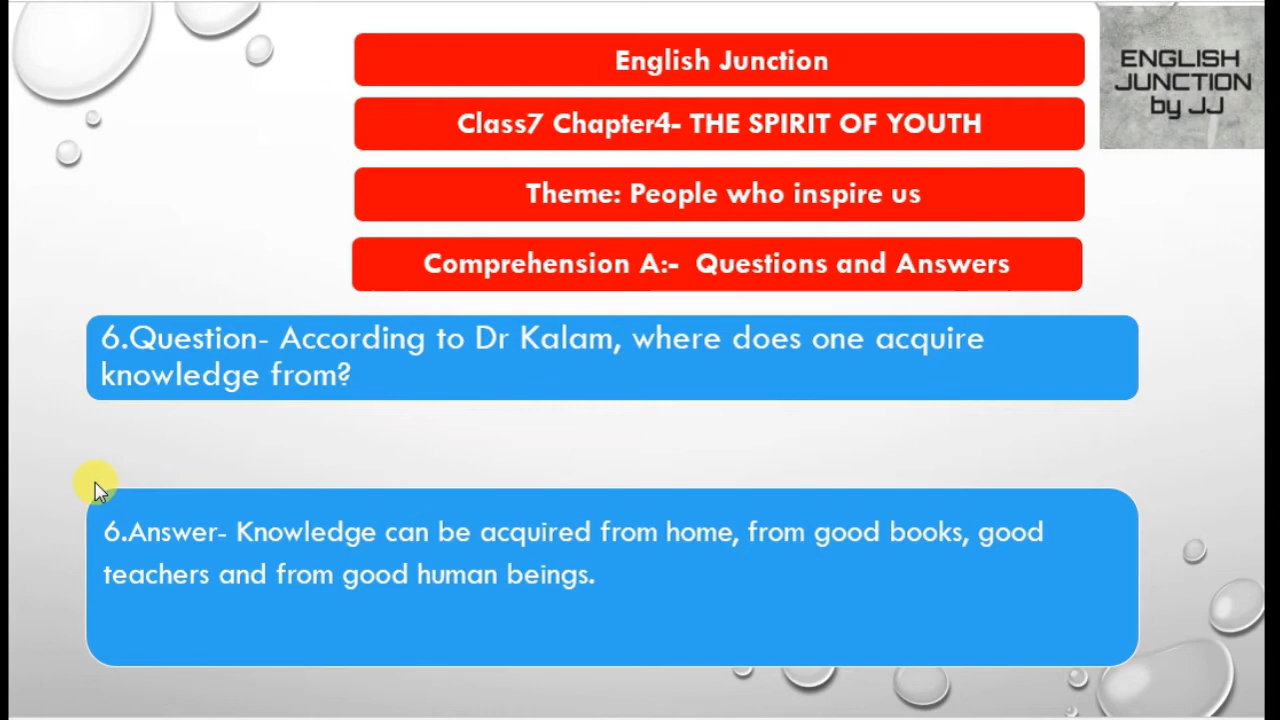 English Junction
ENGLISH
JUNCTION
by JJ
Class7 Chapter4- THE SPIRIT OF YOUTH
Theme: People who inspire us
Comprehension A:- Questions and Answers
6.Question- According to Dr Kalam, where does one acquire
knowledge from?
6.Answer- Knowledge can be acquired from home, from good books, good
teachers and from good human beings.